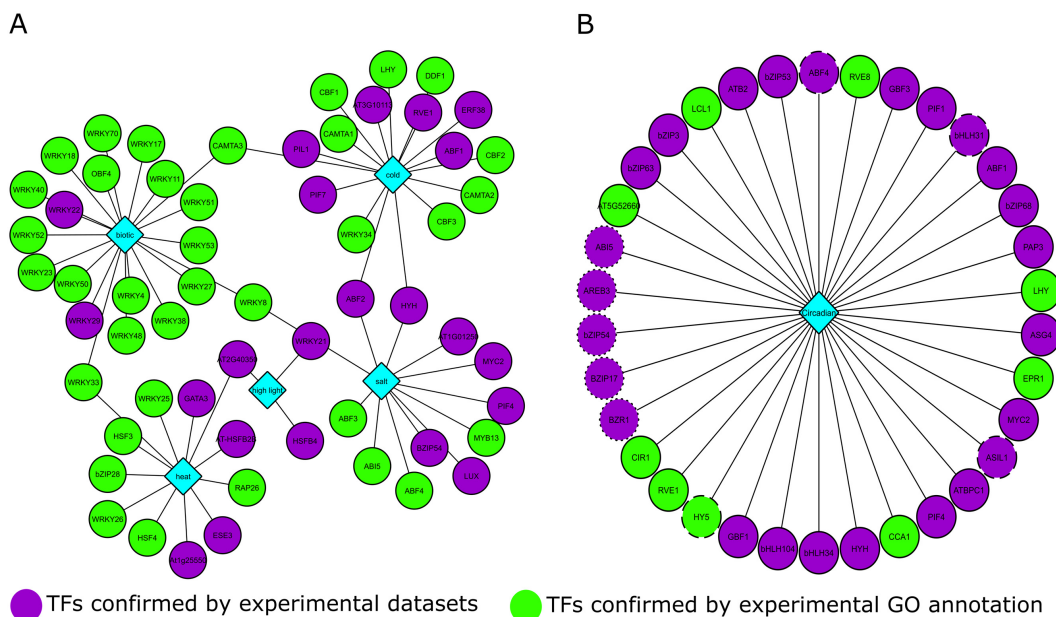 A
B
LHY
DDF1
CBF1
AT3G10113
RVE1
ERF38
CAMTA1
CAMTA3
PIL1
ABF1
CBF2
cold
PIF7
CAMTA2
CBF3
WRKY34
WRKY70
WRKY17
WRKY18
OBF4
WRKY11
WRKY40
WRKY22
WRKY51
WRKY52
biotic
WRKY53
WRKY23
WRKY50
WRKY4
WRKY27
WRKY20
WRKY48
WRKY38
WRKY8
ABF2
HYH
WRKY21
AT1G01250
MYC2
AT2G40350
high light
salt
PIF4
WRKY33
WRKY25
GATA3
ABF3
MYB13
HSF3
AT-HSFB2B
HSFB4
BZIP54
ABI5
LUX
bZIP28
heat
RAP26
ABF4
WRKY26
HSF4
ESE3
At1g25550
ABF4
bZIP53
RVE8
ATB2
GBF3
LCL1
PIF1
bZIP3
bHLH31
bZIP53
ABF1
AT5G52660
bZIP68
ABI5
PAP3
AREB3
LHY
Circadian
bZIP54
ASG4
BZIP17
EPR1
BZR1
MYC2
CIR1
ASIL1
RVE1
ATBPC1
HY5
PIF4
GBF1
CCA1
bHLH104
bHLH34
HYH
TFs confirmed by experimental datasets
TFs confirmed by experimental GO annotation